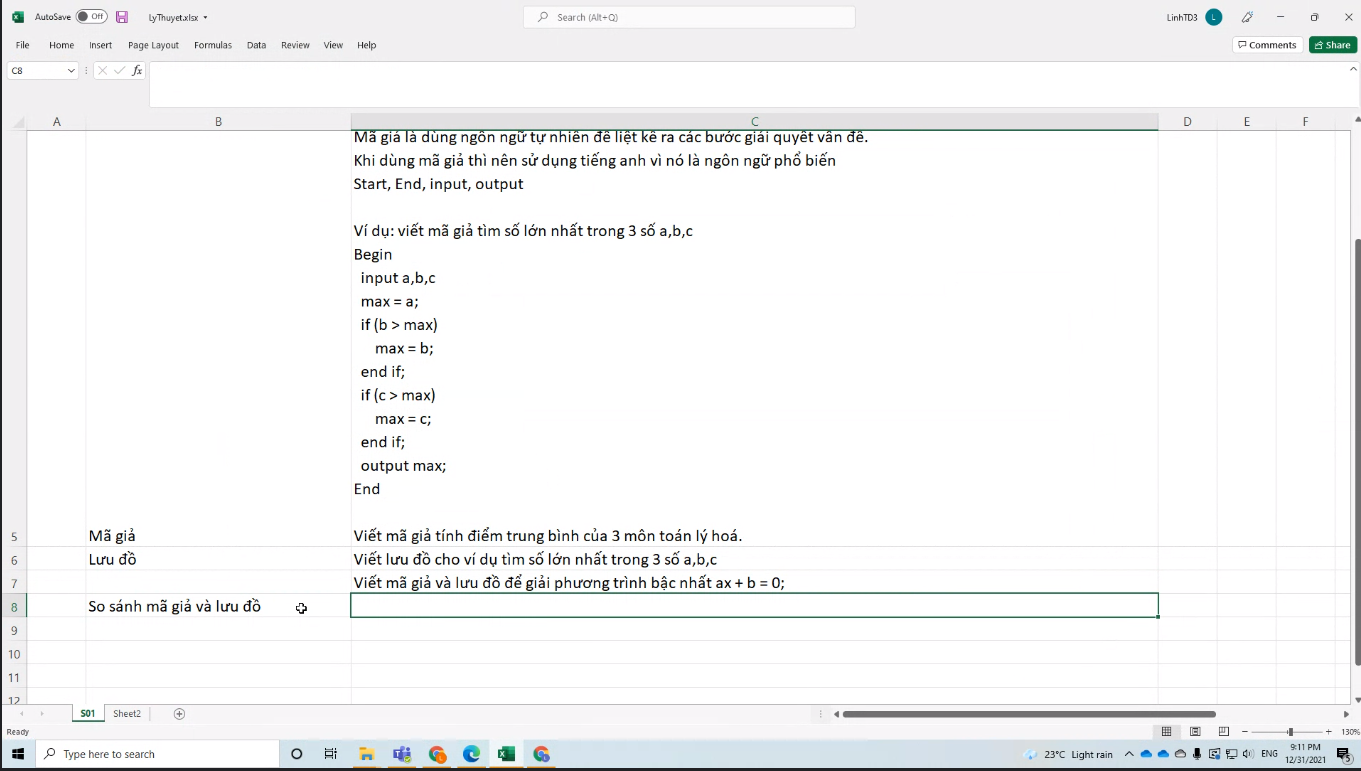 AutoSave Off LyThuyet.xlsx Search (Alt+Q) LinhTD3 L
File Home Insert Page Layout Formulas Data Review View Help Comments Share
C8 fx
A B C D E F
Mã giả là dùng ngôn ngữ tự nhiên để liệt kê ra các bước giải quyết vấn đề.
Khi dùng mã giả thì nên sử dụng tiếng anh vì nó là ngôn ngữ phổ biến
Start, End, input, output
Ví dụ: viết mã giả tìm số lớn nhất trong 3 số a,b,c
Begin
input a,b,c
max = a;
if (b > max)
max = b;
end if;
if (c > max)
max = c;
end if;
output max;
End
5 Mã giả Viết mã giả tính điểm trung bình của 3 môn toán lý hoá.
6 Lưu đồ Viết lưu đồ cho ví dụ tìm số lớn nhất trong 3 số a,b,c
7 Viết mã giả và lưu đồ để giải phương trình bậc nhất ax + b = 0;
8 So sánh mã giả và lưu đồ
9
10
11
12
S01 Sheet2
Ready 130%
Type here to search 23°C Light rain ENG 9:11 PM 12/31/2021 5